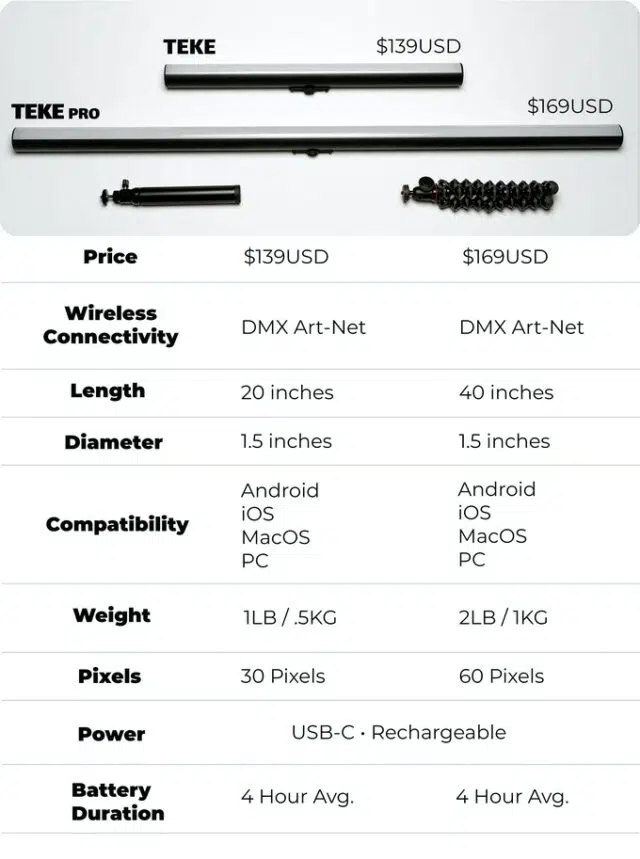 TEKE $139USD
TEKE PRO $169USD
Price $139USD $169USD
Wireless
Connectivity DMX Art-Net DMX Art-Net
Length 20 inches 40 inches
Diameter 1.5 inches 1.5 inches
Compatibility
Android Android
iOS iOS
MacOS MacOS
PC PC
Weight 1LB / .5KG 2LB / 1KG
Pixels 30 Pixels 60 Pixels
Power USB-C • Rechargeable
Battery
Duration 4 Hour Avg. 4 Hour Avg.